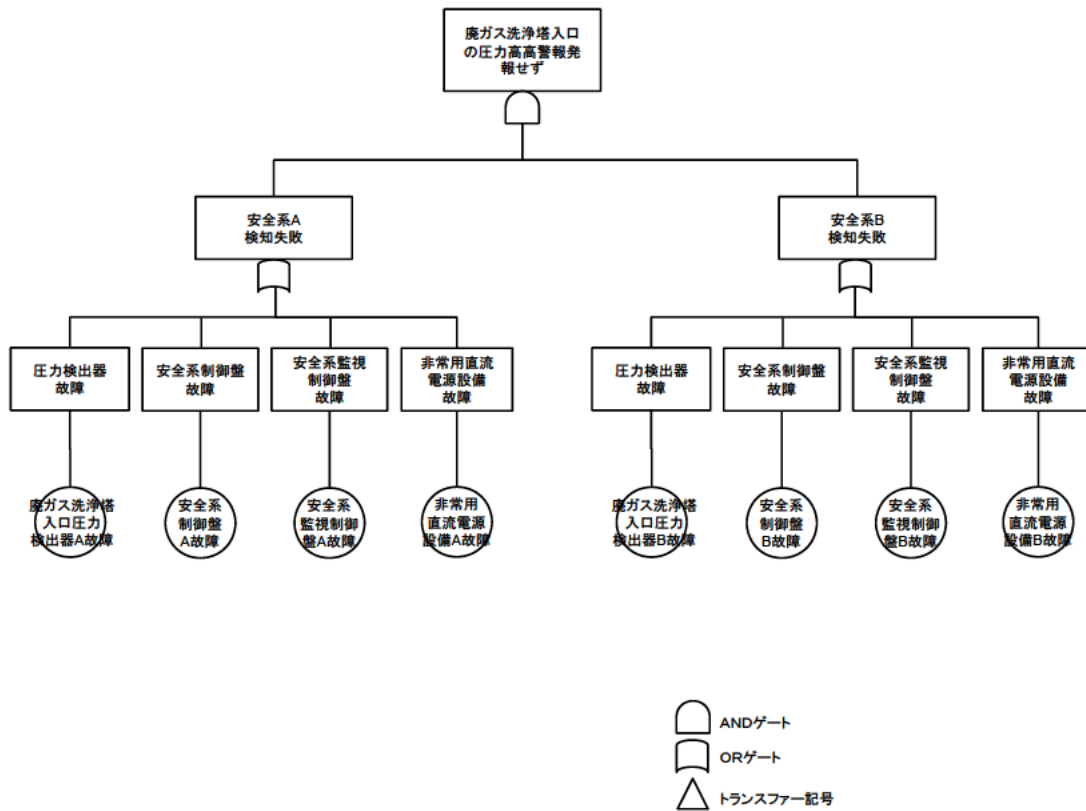 廃ガス洗浄塔入口
の圧力高高警報発
報せず
安全系A
検知失敗
安全系B
検知失敗
圧力検出器
故障
安全系制御盤
故障
安全系監視
制御盤
故障
非常用直流
電源設備
故障
圧力検出器
故障
安全系制御盤
故障
安全系監視
制御盤
故障
非常用直流
電源設備
故障
廃ガス洗浄塔
入口圧力
検出器A故障
安全系
制御盤
A故障
安全系
監視制御
盤A故障
非常用
直流電源
設備A故障
廃ガス洗浄塔
入口圧力
検出器B故障
安全系
制御盤
B故障
安全系
監視制御
盤B故障
非常用
直流電源
設備B故障
ANDゲート
ORゲート
トランスファー記号